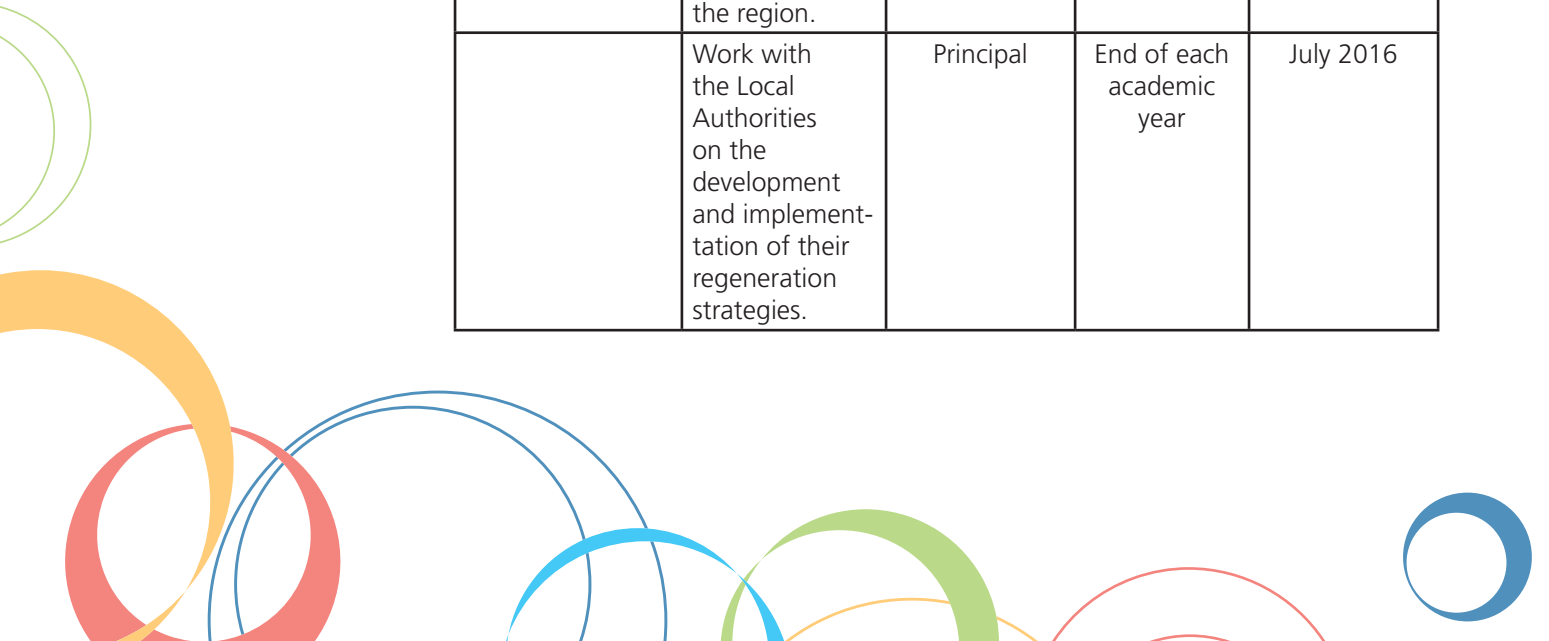 the region.
Work with
the Local
Authorities
on the
development
and implement-
tation of their
regeneration
strategies.
Principal
End of each
academic
year
July 2016